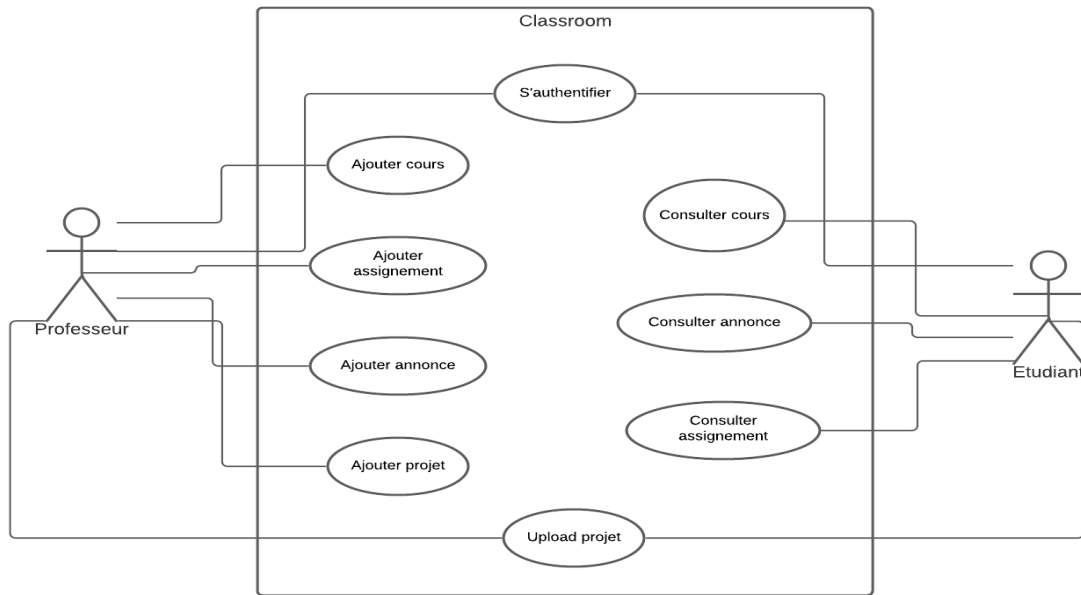 Classroom
S'authentifier
Ajouter cours
Consulter cours
Ajouter
assignement
Professeur
Consulter annonce
Ajouter annonce
Etudiant
Consulter
assignement
Ajouter projet
Upload projet